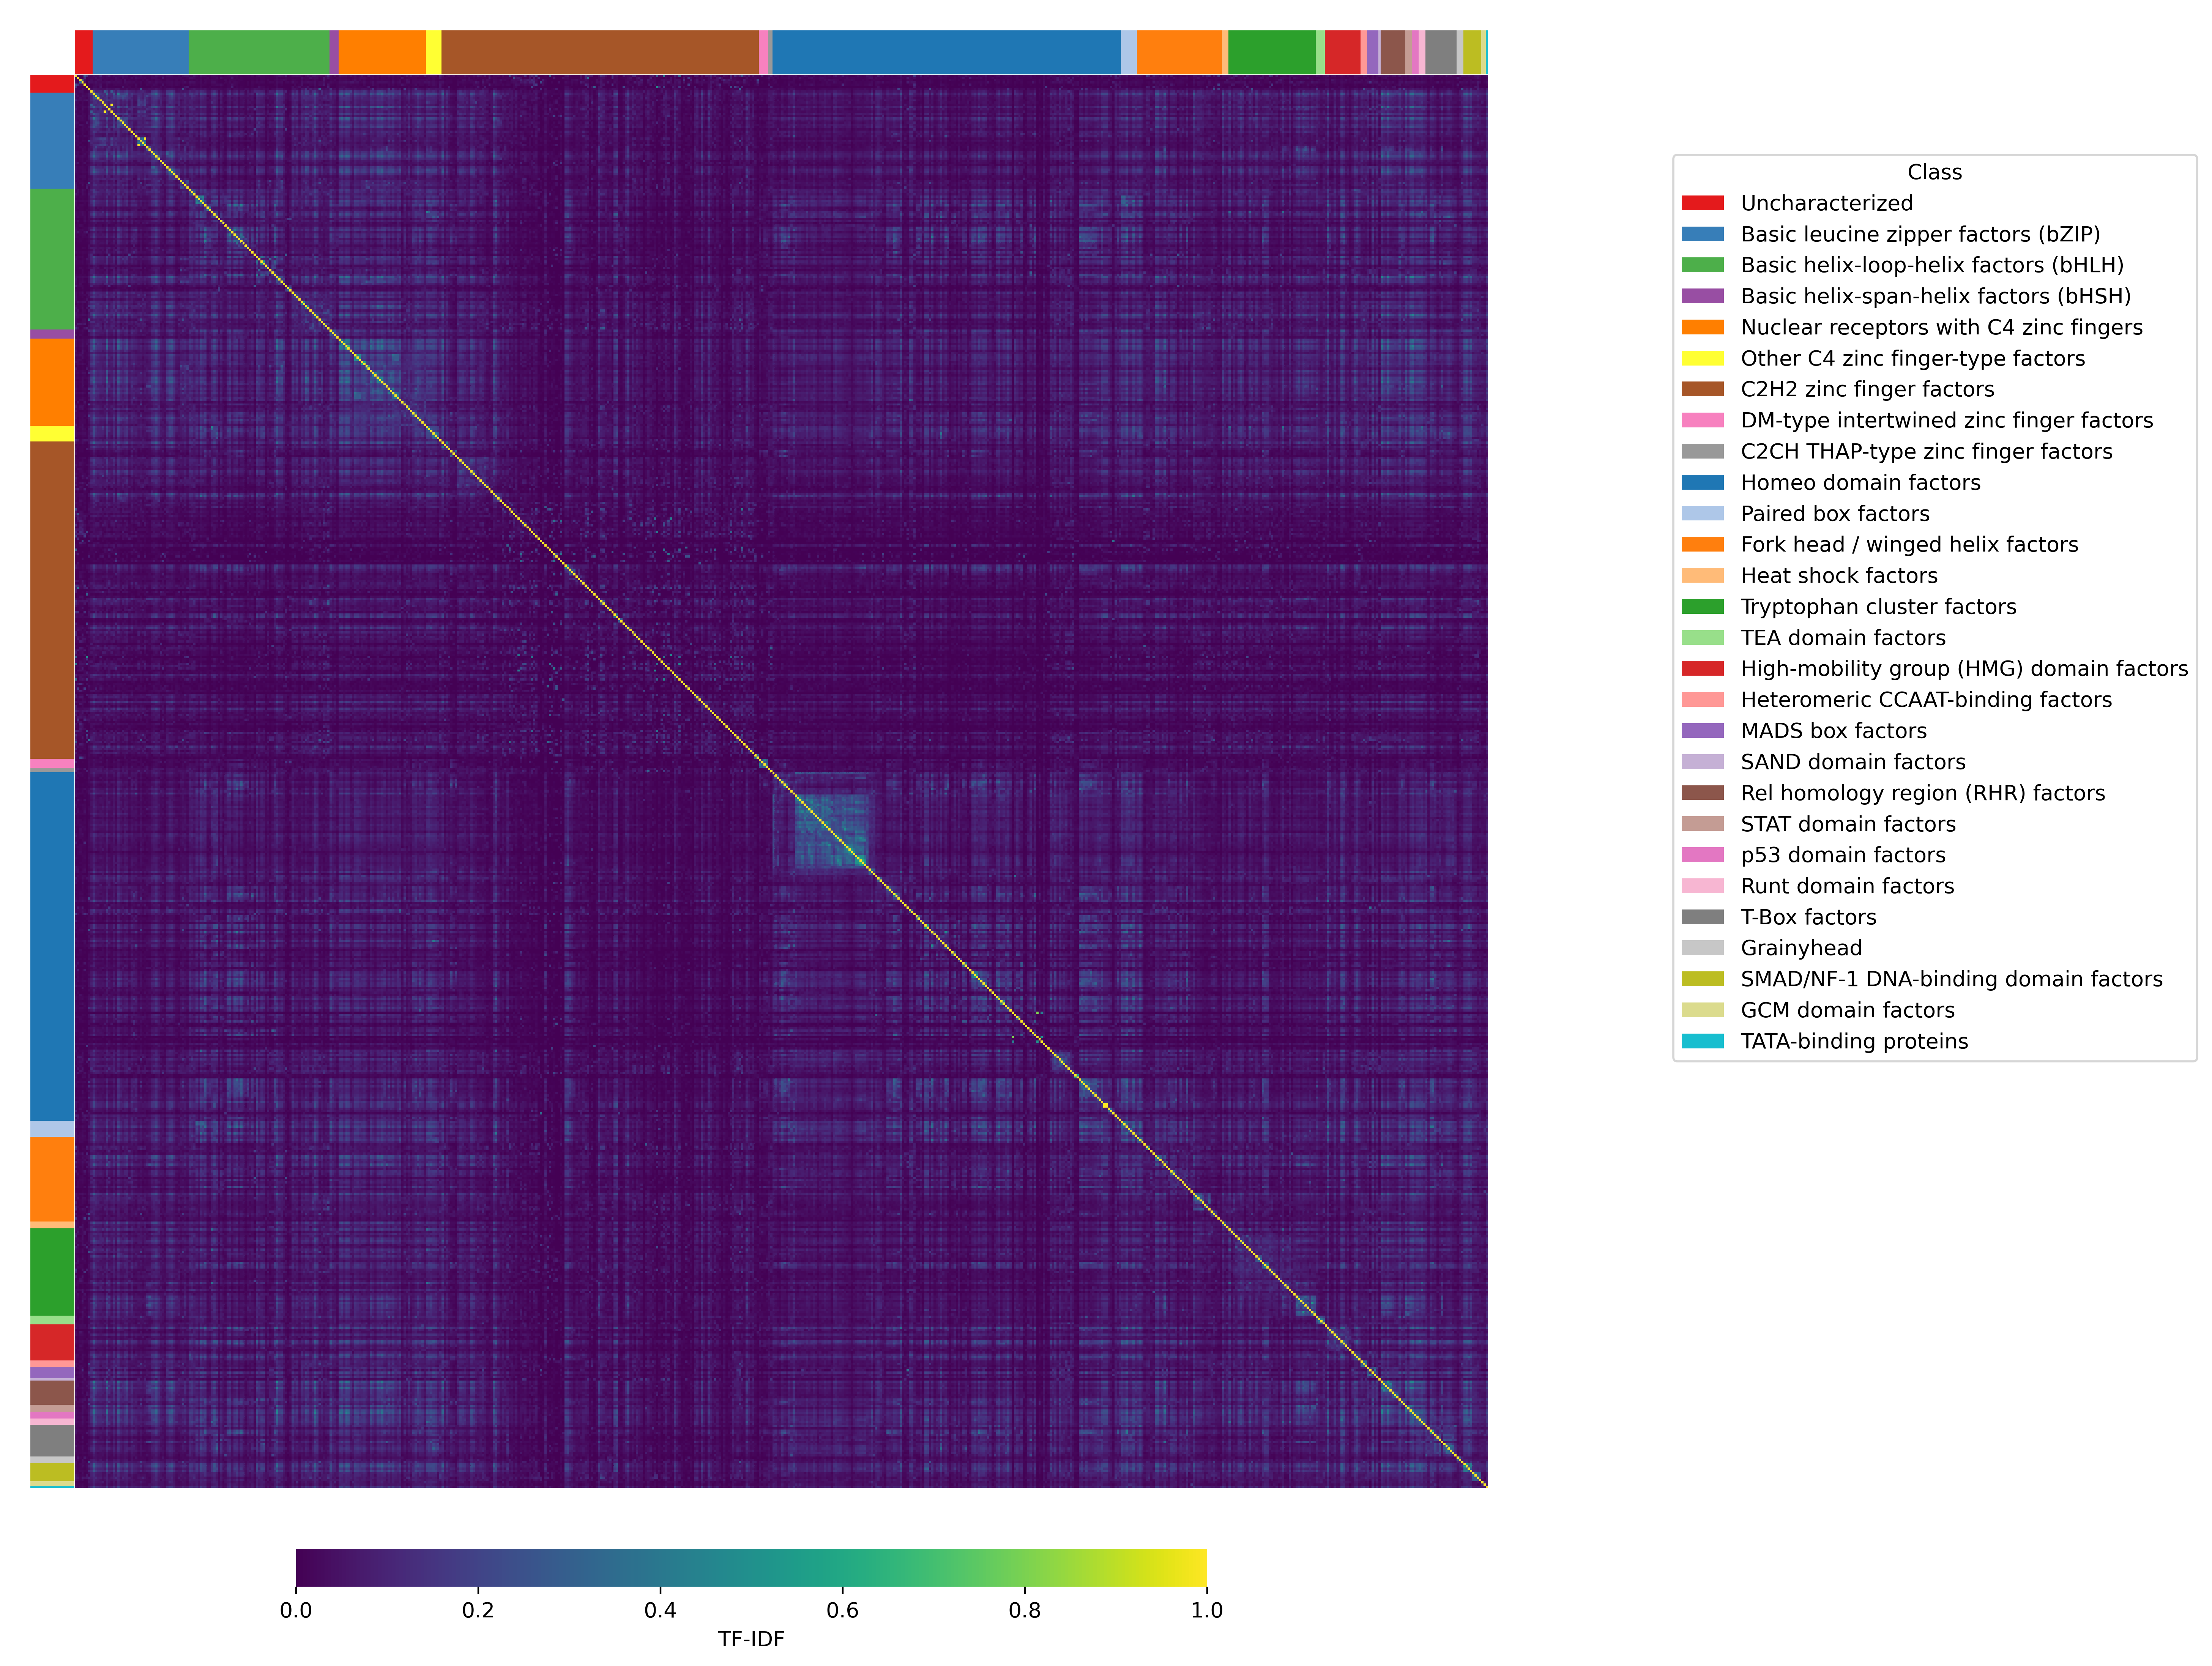 Class
Uncharacterized
Basic leucine zipper factors (bZIP)
Basic helix-loop-helix factors (bHLH)
Basic helix-span-helix factors (bHSH)
Nuclear receptors with C4 zinc fingers
Other C4 zinc finger-type factors
C2H2 zinc finger factors
DM-type intertwined zinc finger factors
C2CH THAP-type zinc finger factors
Homeo domain factors
Paired box factors
Fork head / winged helix factors
Heat shock factors
Tryptophan cluster factors
TEA domain factors
High-mobility group (HMG) domain factors
Heteromeric CCAAT-binding factors
MADS box factors
SAND domain factors
Rel homology region (RHR) factors
STAT domain factors
p53 domain factors
Runt domain factors
T-Box factors
Grainyhead
SMAD/NF-1 DNA-binding domain factors
GCM domain factors
TATA-binding proteins
0.0 0.2 0.4 0.6 0.8 1.0
TF-IDF